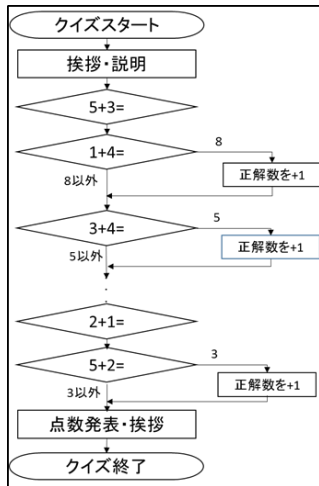 クイズスタート
挨拶・説明
5+3=
1+4=
8
8以外
正解数を+1
3+4=
5
5以外
正解数を+1
2+1=
5+2=
3
3以外
正解数を+1
点数発表・挨拶
クイズ終了